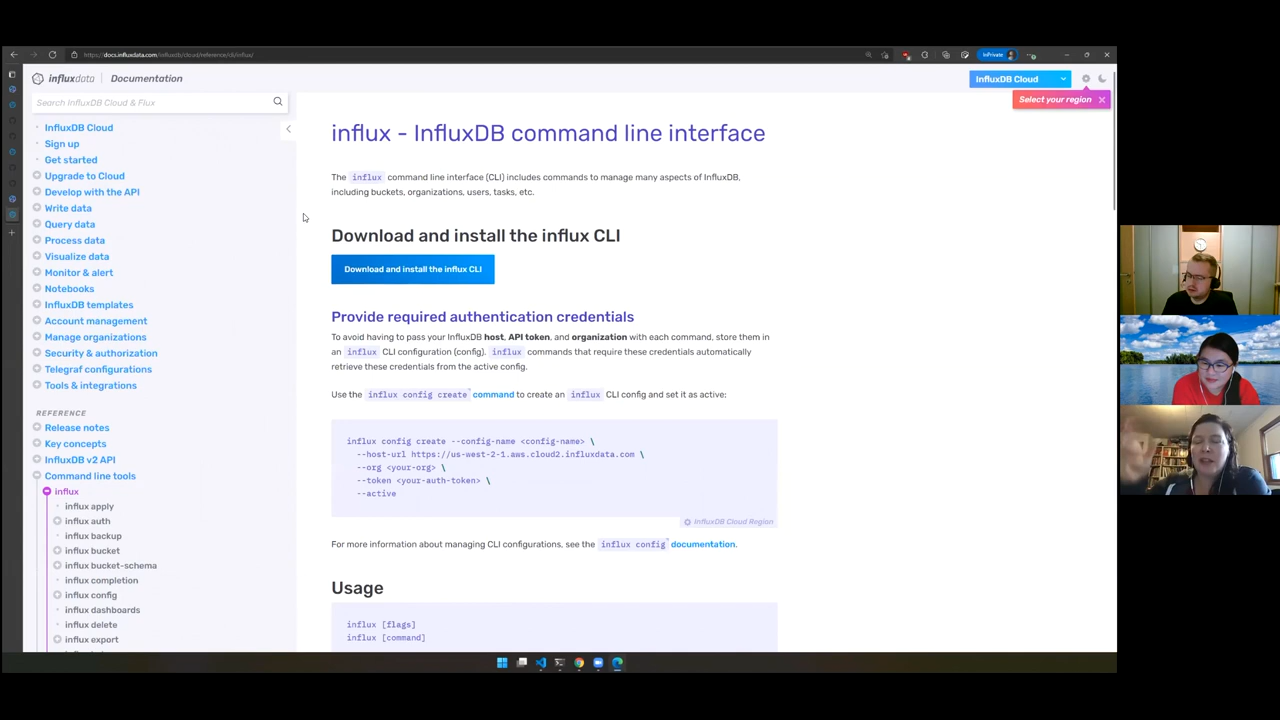 https://docs.influxdata.com/influxdb/cloud/reference/cli/influx/
InPrivate
influxdata
Documentation
InfluxDB Cloud
Select your region
Search InfluxDB Cloud & Flux
InfluxDB Cloud
Sign up
Get started
Upgrade to Cloud
Develop with the API
Write data
Query data
Process data
Visualize data
Monitor & alert
Notebooks
InfluxDB templates
Account management
Manage organizations
Security & authorization
Telegraf configurations
Tools & integrations
REFERENCE
Release notes
Key concepts
InfluxDB v2 API
Command line tools
influx
influx apply
influx auth
influx backup
influx bucket
influx bucket-schema
influx completion
influx config
influx dashboards
influx delete
influx export
influx - InfluxDB command line interface
The influx command line interface (CLI) includes commands to manage many aspects of InfluxDB,
including buckets, organizations, users, tasks, etc.
Download and install the influx CLI
Download and install the influx CLI
Provide required authentication credentials
To avoid having to pass your InfluxDB host, API token, and organization with each command, store them in
an influx CLI configuration (config). influx commands that require these credentials automatically
retrieve these credentials from the active config.
Use the influx config create command to create an influx CLI config and set it as active:
influx config create --config-name <config-name> \
--host-url https://us-west-2-1.aws.cloud2.influxdata.com \
--org <your-org> \
--token <your-auth-token> \
--active
InfluxDB Cloud Region
For more information about managing CLI configurations, see the influx config documentation.
Usage
influx [flags]
influx [command]